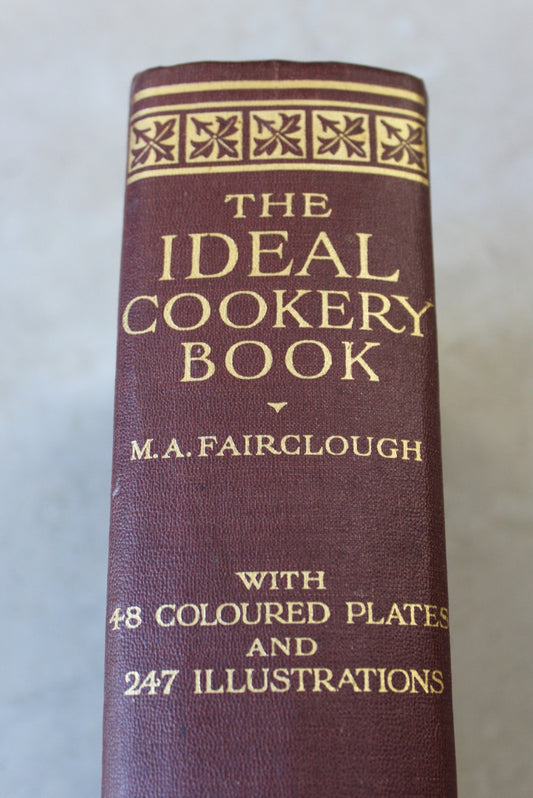 THE
IDEAL
COOKERY
BOOK
M.A. FAIRCLOUGH
WITH
48 COLOURED PLATES
AND
247 ILLUSTRATIONS